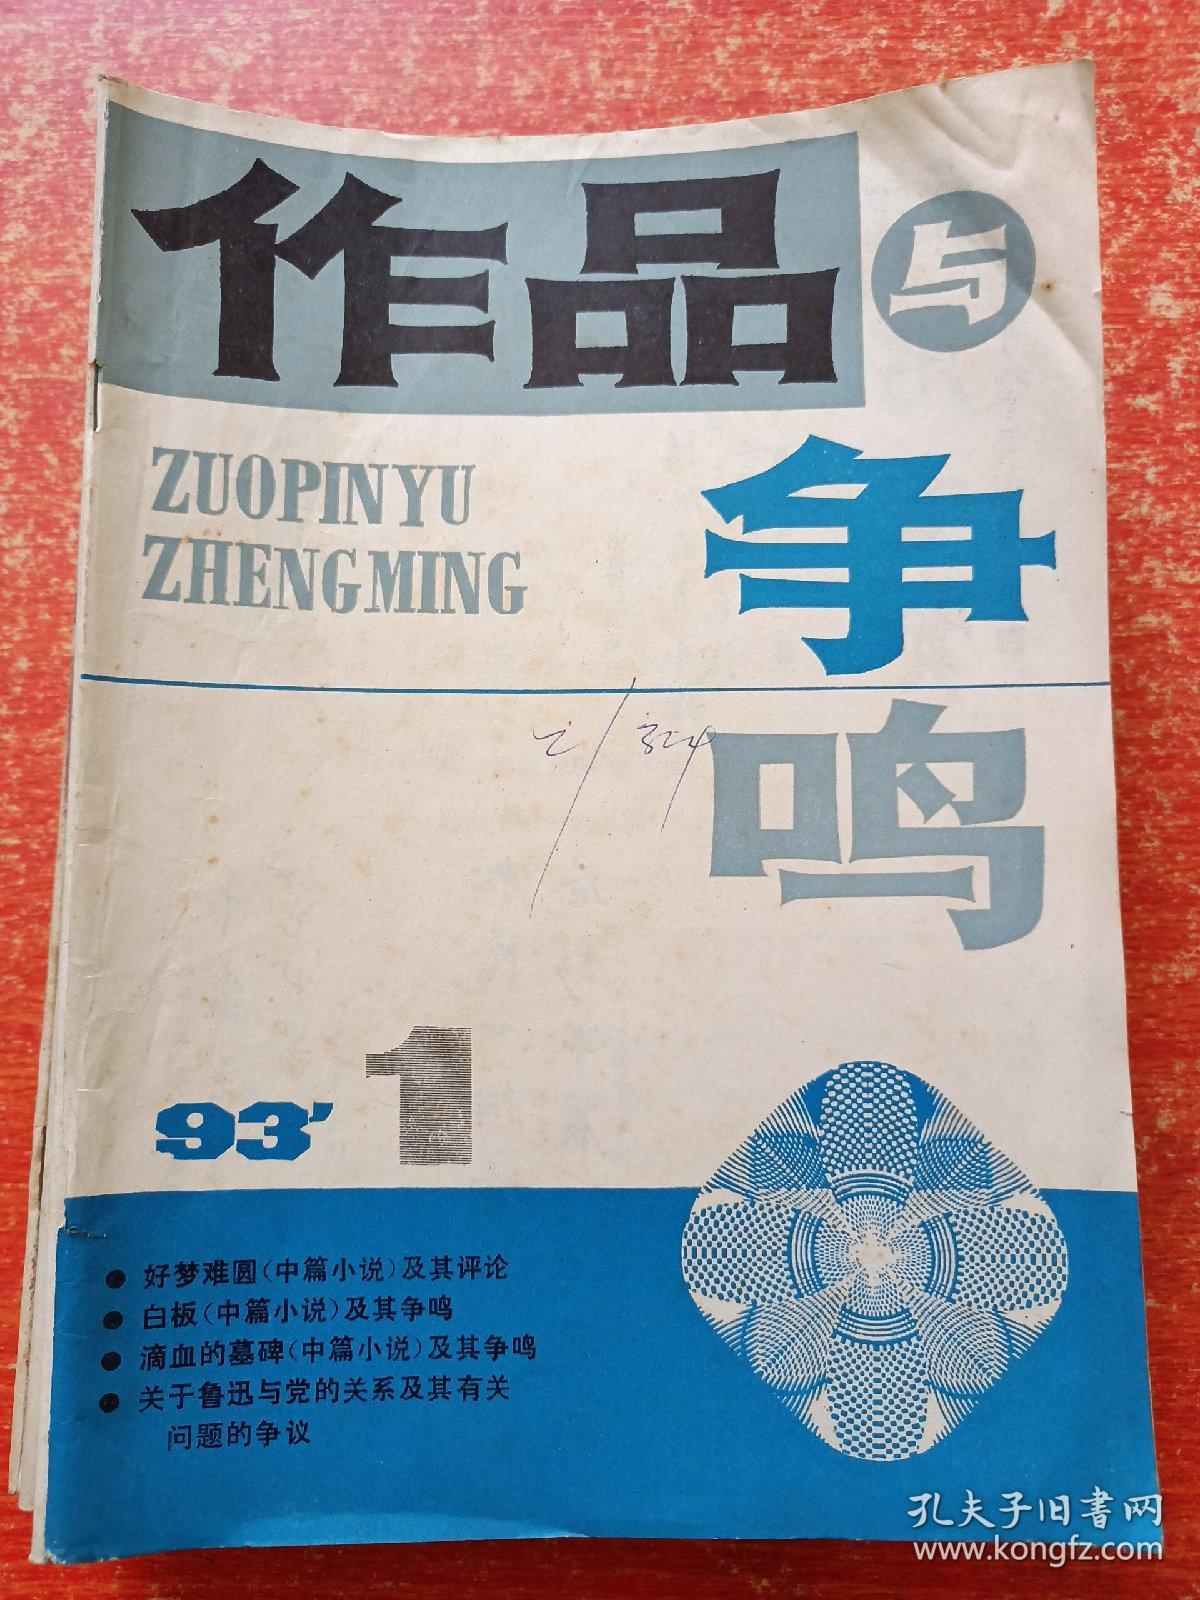 作品与
争鸣
ZUOPIN YU
ZHENGMING
93' 1
● 好梦难圆(中篇小说)及其评论
● 白板(中篇小说)及其争鸣
● 滴血的墓碑(中篇小说)及其争鸣
● 关于鲁迅与党的关系及其有关
问题的争议
孔夫子旧书网
www.kongfz.com